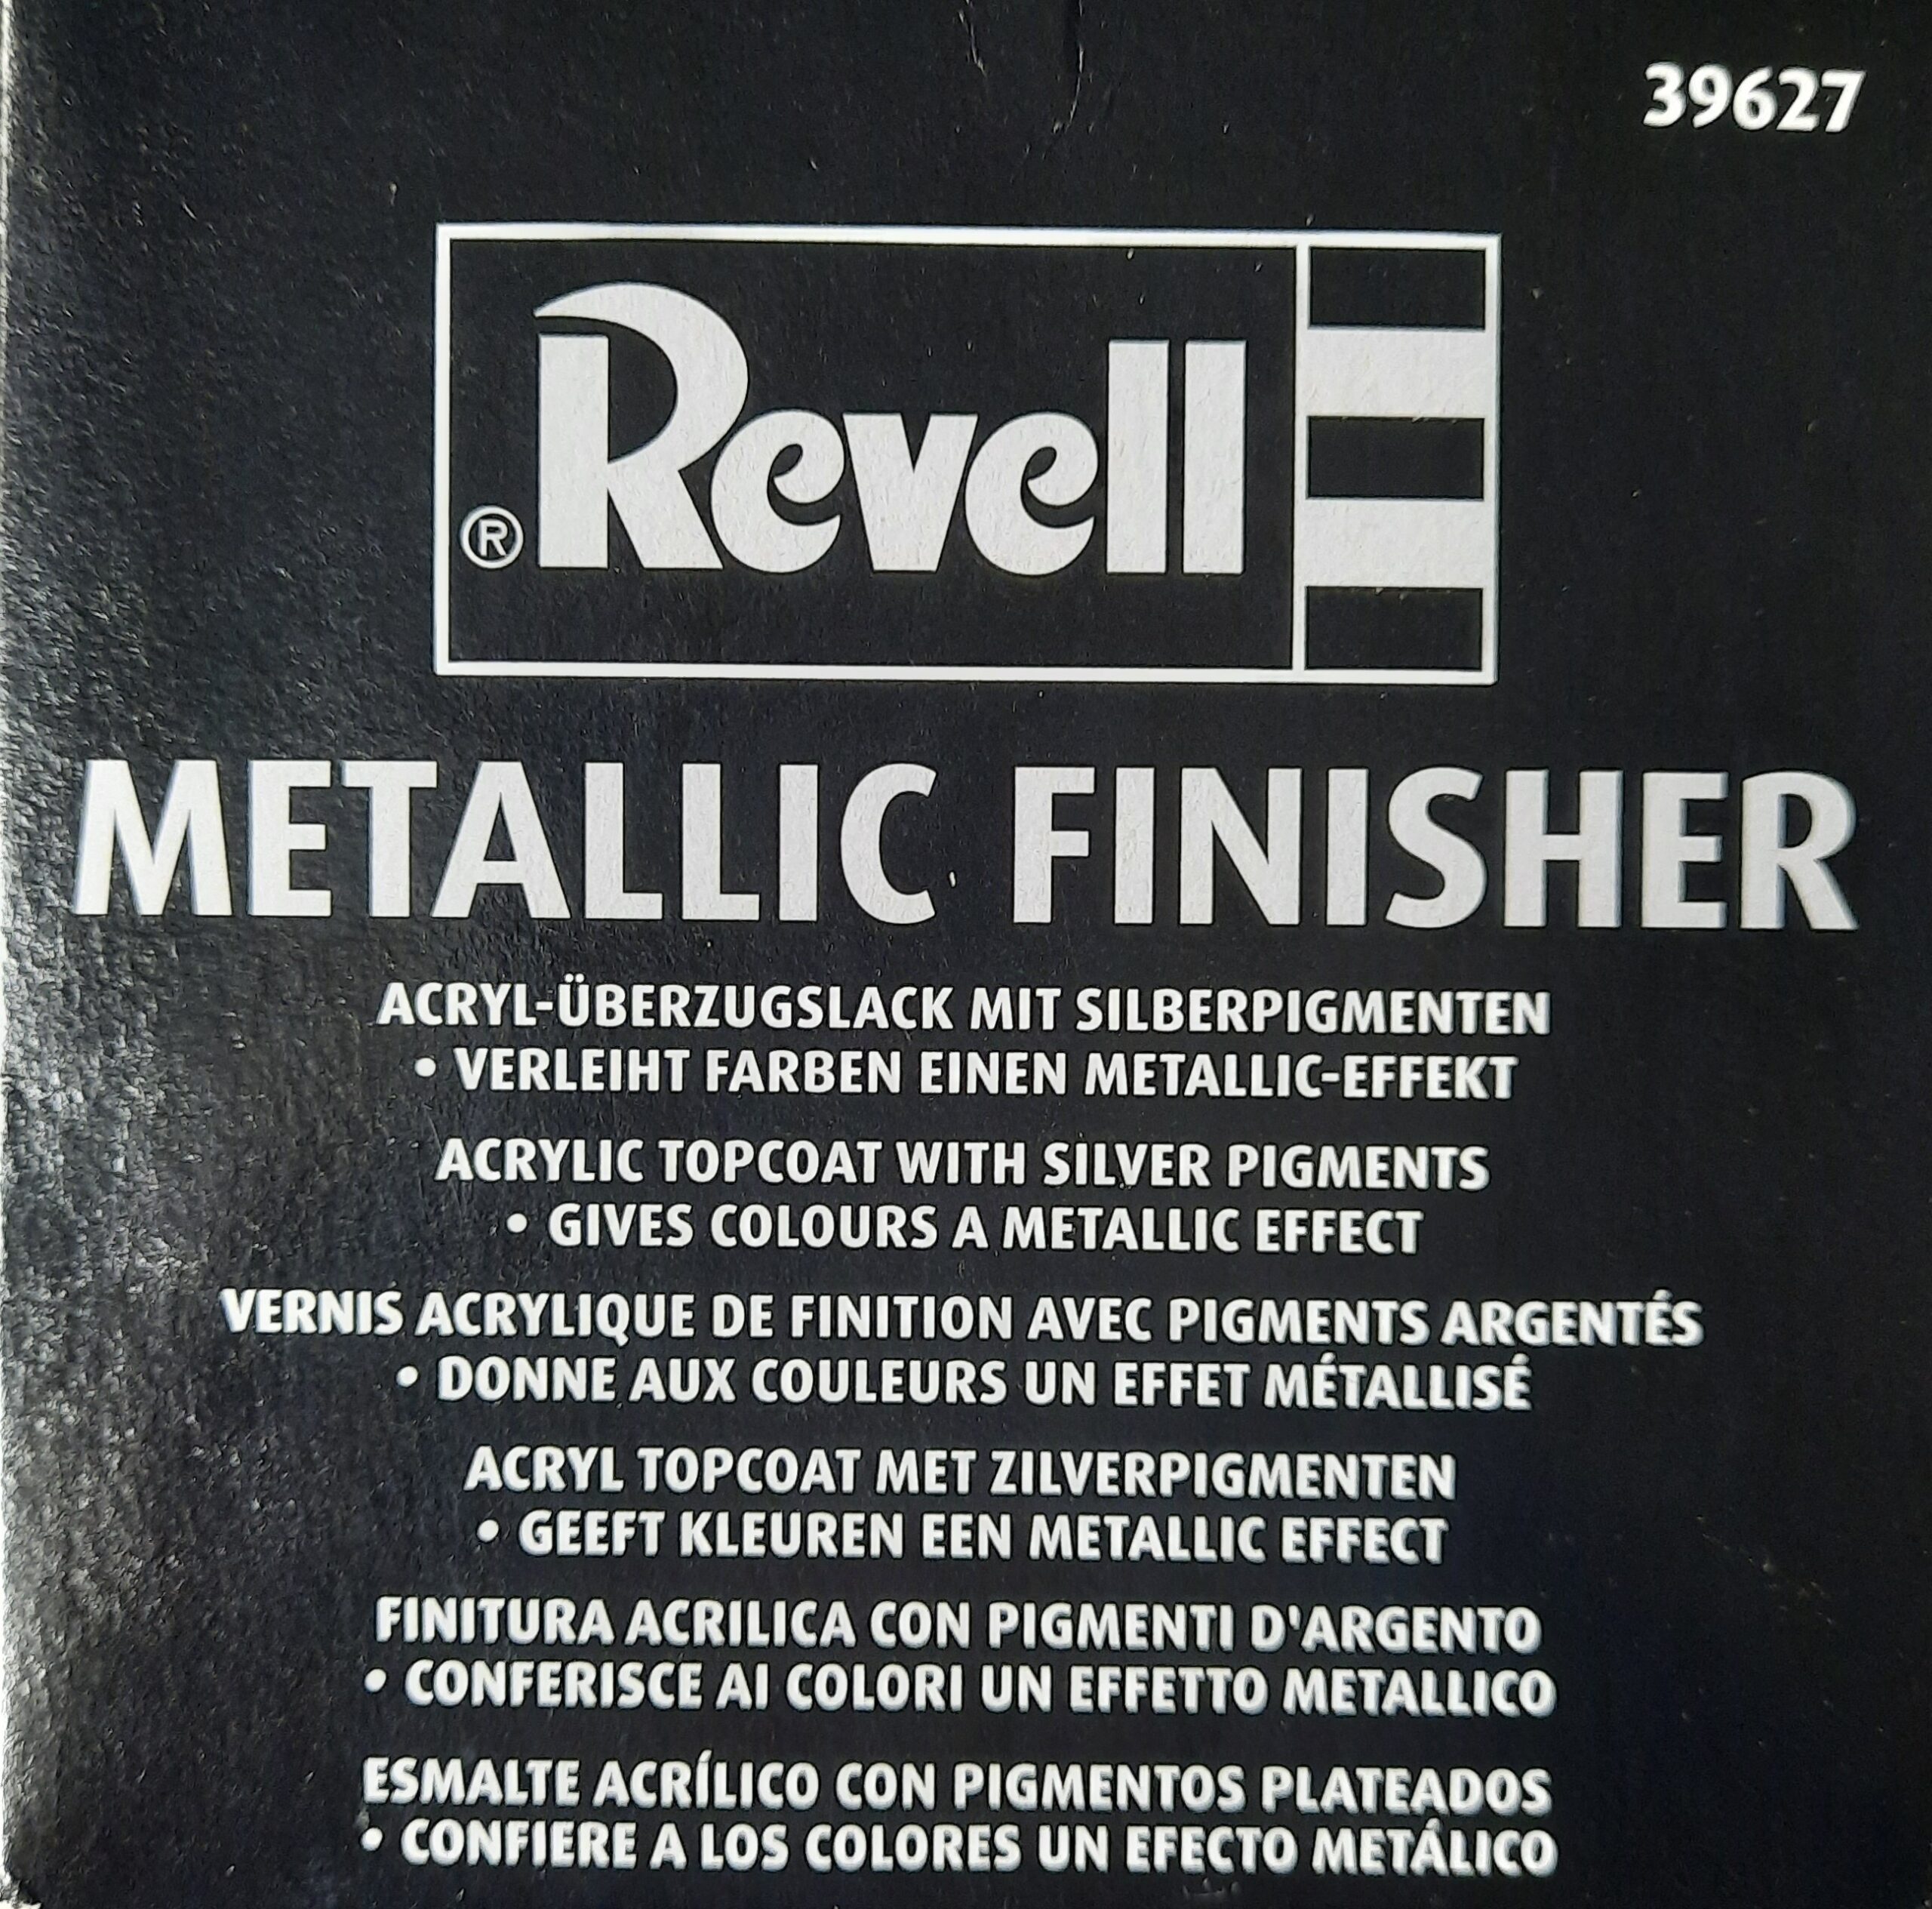 39627
® Revell
METALLIC FINISHER
ACRYL-ÜBERZUGSLACK MIT SILBERPIGMENTEN
• VERLEIHT FARBEN EINEN METALLIC-EFFEKT
ACRYLIC TOPCOAT WITH SILVER PIGMENTS
• GIVES COLOURS A METALLIC EFFECT
VERNIS ACRYLIQUE DE FINITION AVEC PIGMENTS ARGENTÉS
• DONNE AUX COULEURS UN EFFET MÉTALLISÉ
ACRYL TOPCOAT MET ZILVERPIGMENTEN
• GEEFT KLEUREN EEN METALLIC EFFECT
FINITURA ACRILICA CON PIGMENTI D'ARGENTO
• CONFERISCE AI COLORI UN EFFETTO METALLICO
ESMALTE ACRÍLICO CON PIGMENTOS PLATEADOS
• CONFIERE A LOS COLORES UN EFECTO METÁLICO